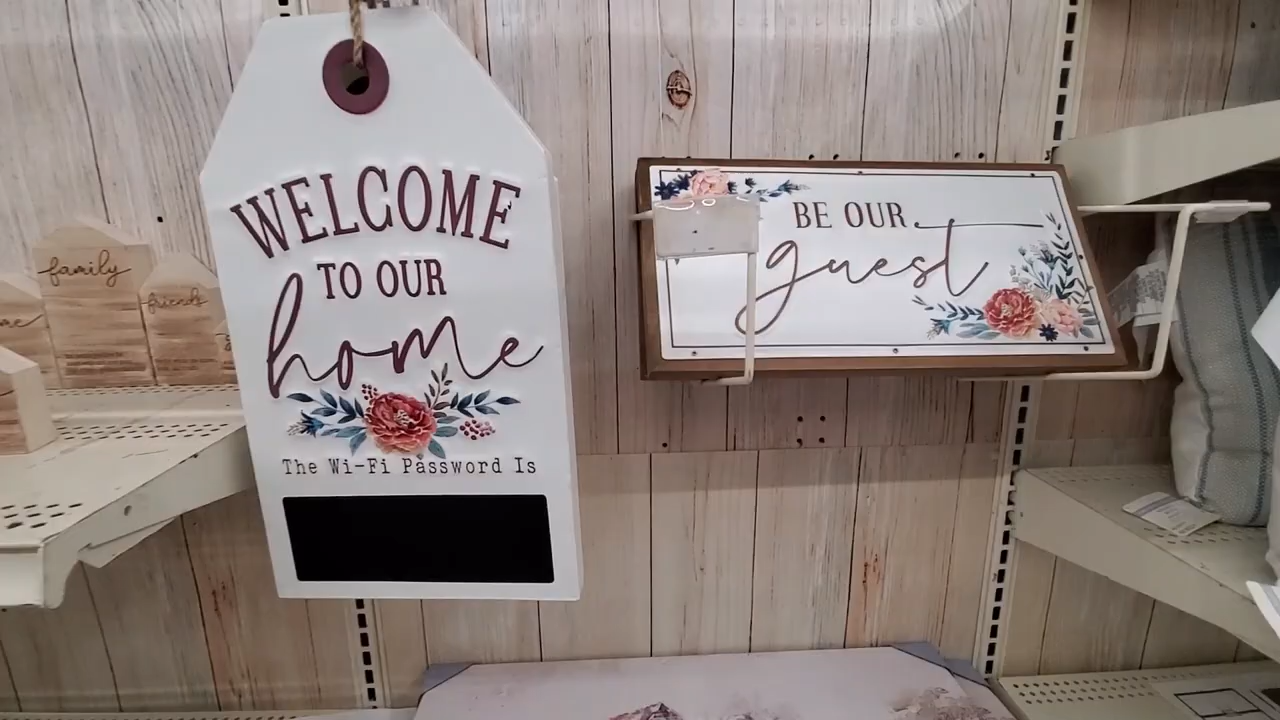 WELCOME
TO OUR
home
The Wi-Fi Password Is
BE OUR
guest
family
friends